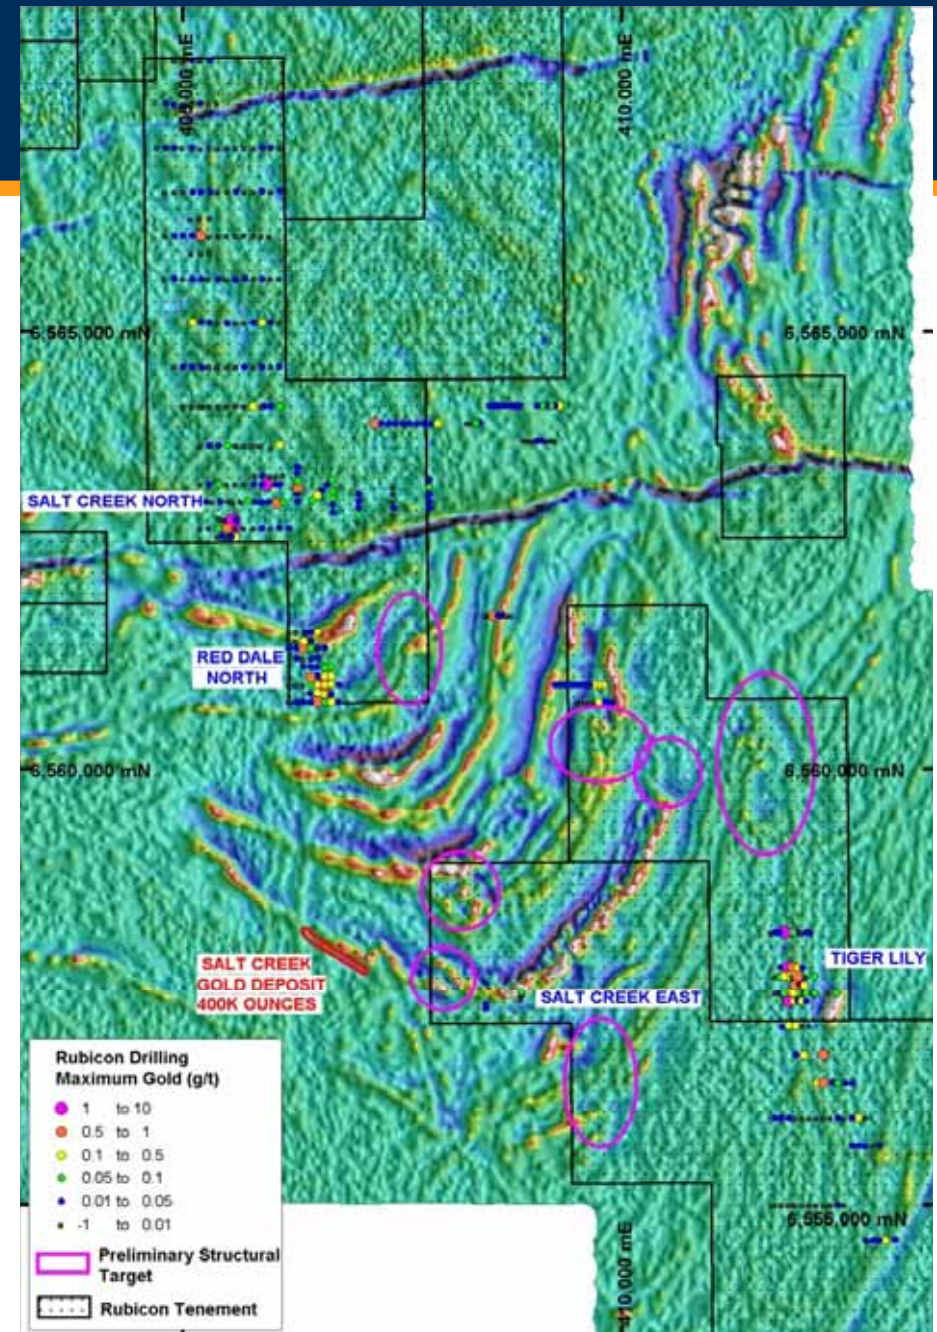 400,000 mE
410,000 mE
6,565,000 mN
6,565,000 mN
SALT CREEK NORTH
RED DALE
NORTH
6,560,000 mN
6,560,000 mN
SALT CREEK
GOLD DEPOSIT
400K OUNCES
SALT CREEK EAST
TIGER LILY
6,555,000 mN
410,000 mE
Rubicon Drilling
Maximum Gold (g/t)
1 to 10
0.5 to 1
0.1 to 0.5
0.05 to 0.1
0.01 to 0.05
-1 to 0.01
Preliminary Structural
Target
Rubicon Tenement